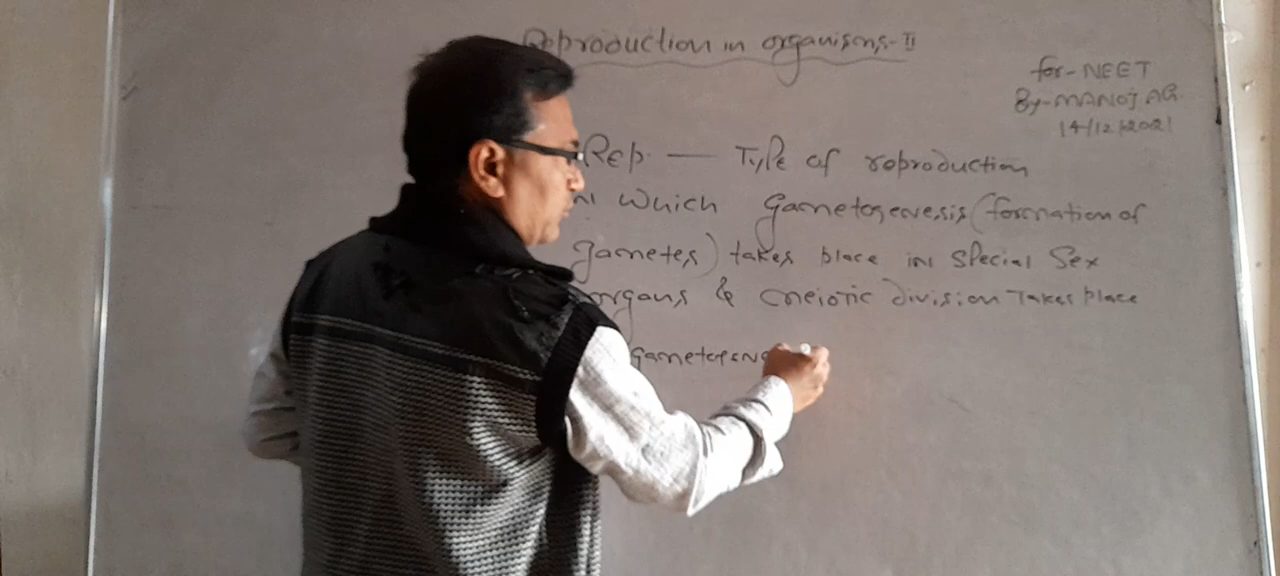 Reproduction in organisms-II
for-NEET
By-MANOJ AG.
14/12/2021
Rep. — Type of reproduction
in which Gametogenesis (formation of
gametes) takes place in special sex
organs & meiotic division Takes place